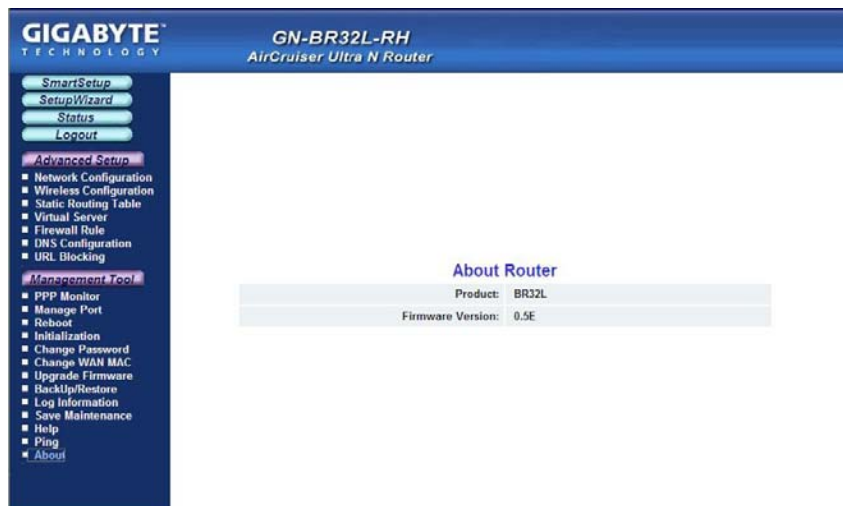 GIGABYTE™
TECHNOLOGY
GN-BR32L-RH
AirCruiser Ultra N Router
SmartSetup
SetupWizard
Status
Logout
Advanced Setup
Network Configuration
Wireless Configuration
Static Routing Table
Virtual Server
Firewall Rule
DNS Configuration
URL Blocking
Management Tool
PPP Monitor
Manage Port
Reboot
Initialization
Change Password
Change WAN MAC
Upgrade Firmware
BackUp/Restore
Log Information
Save Maintenance
Help
Ping
About
About Router
Product: BR32L
Firmware Version: 0.5E